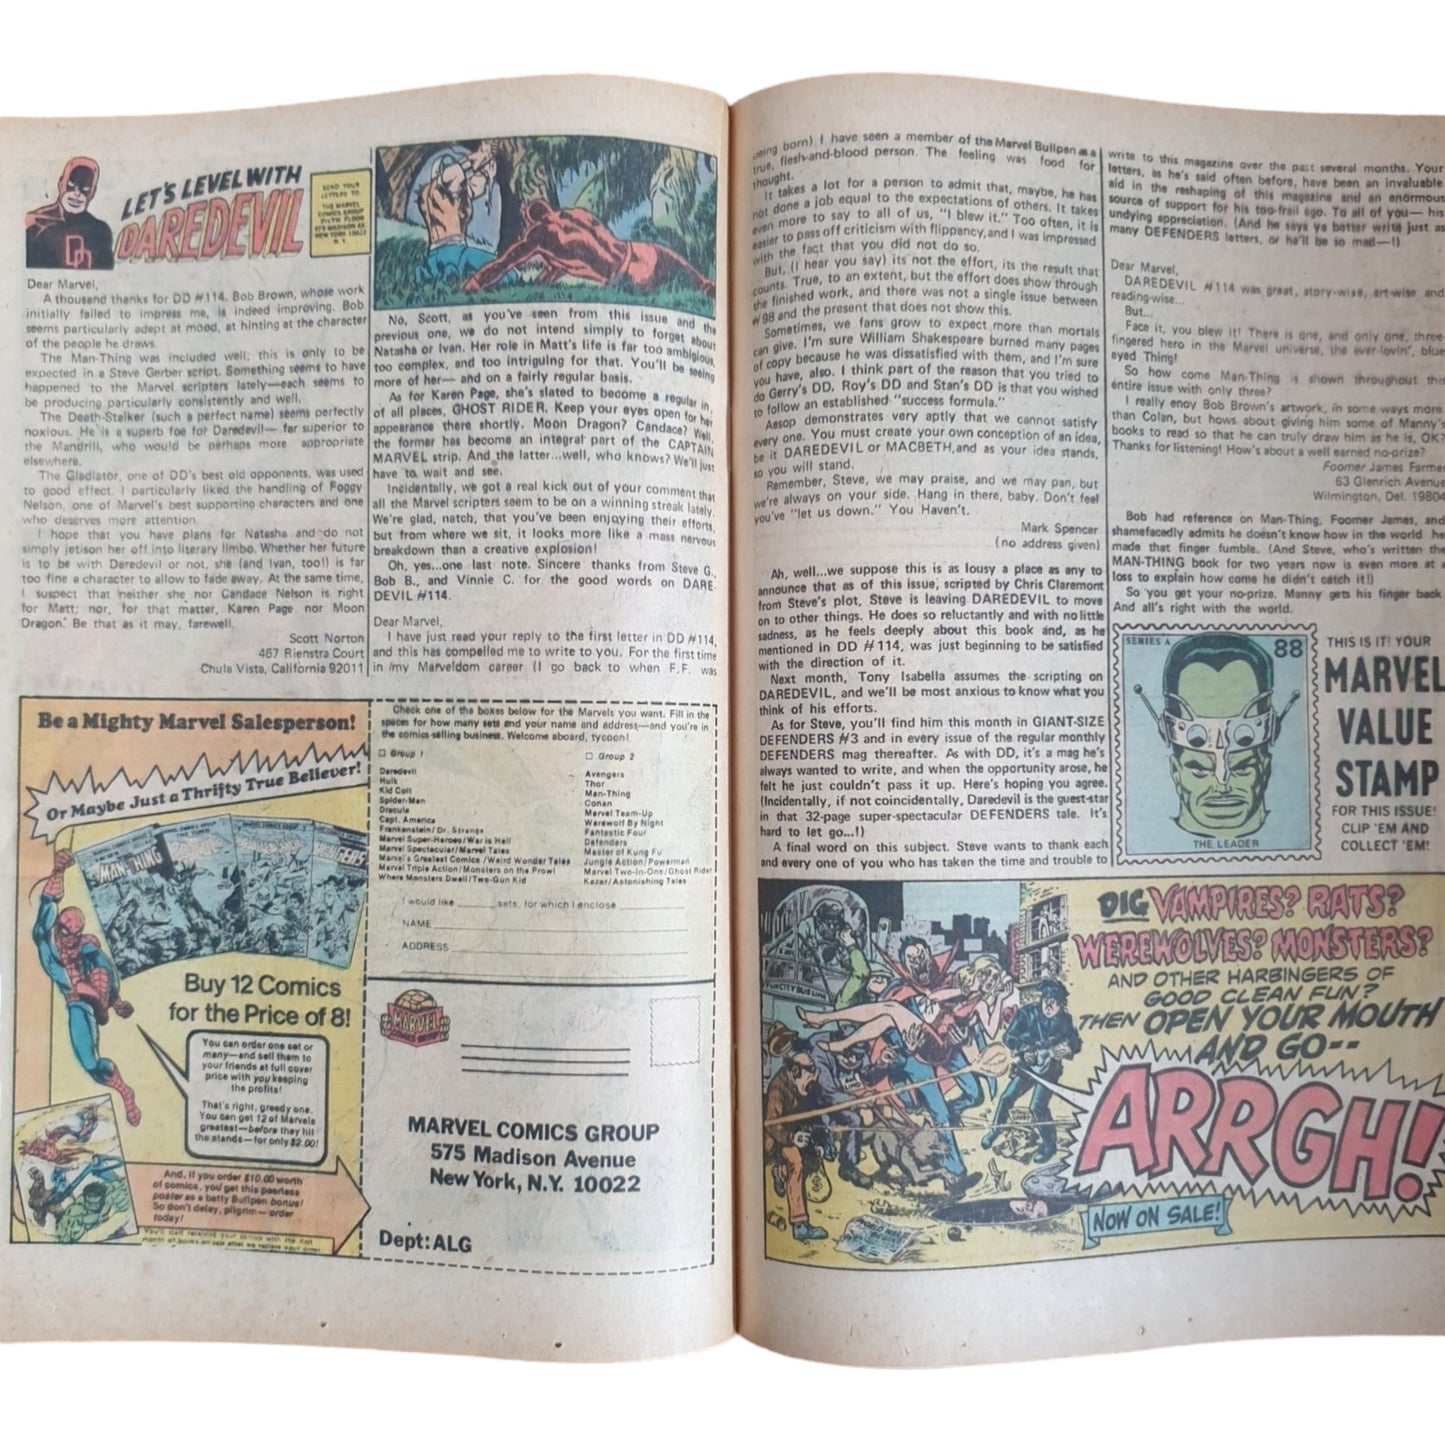 LET'S LEVEL WITH
DAREDEVIL
SEND YOUR
LETTERS TO:
THE MARVEL
COMICS GROUP
SIXTH FLOOR
575 MADISON AV.
NEW YORK 10022
N. Y.
Dear Marvel,
A thousand thanks for DD #114. Bob Brown, whose work
initially failed to impress me, is indeed improving. Bob
seems particularly adept at mood, at hinting at the character
of the people he draws.
The Man-Thing was included well; this is only to be
expected in a Steve Gerber script. Something seems to have
happened to the Marvel scripters lately—each seems to
be producing particularly consistently and well.
The Death-Stalker (such a perfect name) seems perfectly
noxious. He is a superb foe for Daredevil— far superior to
the Mandrill, who would be perhaps more appropriate
elsewhere.
The Gladiator, one of DD's best old opponents, was used
to good effect. I particularly liked the handling of Foggy
Nelson, one of Marvel's best supporting characters and one
who deserves more attention.
I hope that you have plans for Natasha and do not
simply jetison her off into literary limbo. Whether her future
is to be with Daredevil or not, she (and Ivan, too!) is far
too fine a character to allow to fade away. At the same time,
I suspect that neither she nor Candace Nelson is right
for Matt; nor, for that matter, Karen Page nor Moon
Dragon. Be that as it may, farewell.
Scott Norton
467 Rienstra Court
Chula Vista, California 92011
No, Scott, as you've seen from this issue and the
previous one, we do not intend simply to forget about
Natasha or Ivan. Her role in Matt's life is far too ambigious
too complex, and too intriguing for that. You'll be seeing
more of her— and on a fairly regular basis.
As for Karen Page, she's slated to become a regular in,
of all places, GHOST RIDER. Keep your eyes open for her
appearance there shortly. Moon Dragon? Candace? Well,
the former has become an integral part of the CAPTAIN
MARVEL strip. And the latter...well, who knows? We'll just
have to wait and see.
Incidentally, we got a real kick out of your comment that
all the Marvel scripters seem to be on a winning streak lately.
We're glad, natch, that you've been enjoying their efforts,
but from where we sit, it looks more like a mass nervous
breakdown than a creative explosion!
Oh, yes...one last note. Sincere thanks from Steve G.,
Bob B., and Vinnie C. for the good words on DARE-
DEVIL #114.
Dear Marvel,
I have just read your reply to the first letter in DD #114,
and this has compelled me to write to you. For the first time
in my Marveldom career (I go back to when F.F. was
Be a Mighty Marvel Salesperson!
Or Maybe Just a Thrifty True Believer!
MAN-THING
Buy 12 Comics
for the Price of 8!
You can order one set or
many—and sell them to
your friends at full cover
price with you keeping
the profits!
That's right, greedy one.
You can get 12 of Marvels
greatest—before they hit
the stands—for only $2.00!
And, if you order $10.00 worth
of comics, you get this peerless
poster as a batty Bullpen bonus!
So don't delay, pilgrim— order
today!
You'll start receiving your comics with the first
month of books on sale after we receive your order.
Check one of the boxes below for the Marvels you want. Fill in the
spaces for how many sets and your name and address—and you're in
the comics-selling business. Welcome aboard, tycoon!
Group 1
Daredevil
Hulk
Kid Colt
Spider-Man
Dracula
Capt. America
Frankenstein/Dr. Strange
Marvel Super-Heroes/War is Hell
Marvel Spectacular/Marvel Tales
Marvel's Greatest Comics/Weird Wonder Tales
Marvel Triple Action/Monsters on the Prowl
Where Monsters Dwell/Two-Gun Kid
Group 2
Avengers
Thor
Man-Thing
Conan
Marvel Team-Up
Werewolf By Night
Fantastic Four
Defenders
Master of Kung Fu
Jungle Action/Powerman
Marvel Two-In-One/Ghost Rider
Kazar/Astonishing Tales
I would like ______ sets, for which I enclose ______
NAME
ADDRESS
MARVEL
COMICS GROUP
MARVEL COMICS GROUP
575 Madison Avenue
New York, N.Y. 10022
Dept: ALG
being born) I have seen a member of the Marvel Bullpen as a
true, flesh-and-blood person. The feeling was food for
thought.
It takes a lot for a person to admit that, maybe, he has
not done a job equal to the expectations of others. It takes
even more to say to all of us, "I blew it." Too often, it is
easier to pass off criticism with flippancy, and I was impressed
with the fact that you did not do so.
But, (I hear you say) its not the effort, its the result that
counts. True, to an extent, but the effort does show through
the finished work, and there was not a single issue between
#98 and the present that does not show this.
Sometimes, we fans grow to expect more than mortals
can give. I'm sure William Shakespeare burned many pages
of copy because he was dissatisfied with them, and I'm sure
you have, also. I think part of the reason that you tried to
do Gerry's DD, Roy's DD and Stan's DD is that you wished
to follow an established "success formula."
Aesop demonstrates very aptly that we cannot satisfy
every one. You must create your own conception of an idea,
be it DAREDEVIL or MACBETH, and as your idea stands,
so you will stand.
Remember, Steve, we may praise, and we may pan, but
we're always on your side. Hang in there, baby. Don't feel
you've "let us down." You Haven't.
Mark Spencer
(no address given)
Ah, well...we suppose this is as lousy a place as any to
announce that as of this issue, scripted by Chris Claremont
from Steve's plot, Steve is leaving DAREDEVIL to move
on to other things. He does so reluctantly and with no little
sadness, as he feels deeply about this book and, as he
mentioned in DD #114, was just beginning to be satisfied
with the direction of it.
Next month, Tony Isabella assumes the scripting on
DAREDEVIL, and we'll be most anxious to know what you
think of his efforts.
As for Steve, you'll find him this month in GIANT-SIZE
DEFENDERS #3 and in every issue of the regular monthly
DEFENDERS mag thereafter. As with DD, it's a mag he's
always wanted to write, and when the opportunity arose, he
felt he just couldn't pass it up. Here's hoping you agree.
(Incidentally, if not coincidentally, Daredevil is the guest-star
in that 32-page super-spectacular DEFENDERS tale. It's
hard to let go...!)
A final word on this subject. Steve wants to thank each
and every one of you who has taken the time and trouble to
write to this magazine over the past several months. Your
letters, as he's said often before, have been an invaluable
aid in the reshaping of this magazine and an enormous
source of support for his too-frail ego. To all of you— his
undying appreciation. (And he says ya better write just as
many DEFENDERS letters, or he'll be so mad—!)
Dear Marvel,
DAREDEVIL #114 was great, story-wise, art-wise and
reading-wise...
But...
Face it, you blew it! There is one, and only one, three-
fingered hero in the Marvel universe, the ever-lovin', blue
eyed Thing!
So how come Man-Thing is shown throughout this
entire issue with only three?
I really enoy Bob Brown's artwork, in some ways more
than Colan, but hows about giving him some of Manny's
books to read so that he can truly draw him as he is, OK?
Thanks for listening! How's about a well earned no-prize?
Foomer James Farmer
63 Glenrich Avenue
Wilmington, Del. 19804
Bob had reference on Man-Thing, Foomer James, and
shamefacedly admits he doesn't know how in the world he
made that finger fumble. (And Steve, who's written the
MAN-THING book for two years now is even more at a
loss to explain how come he didn't catch it!)
So you get your no-prize. Manny gets his finger back.
And all's right with the world.
SERIES A
88
THE LEADER
THIS IS IT! YOUR
MARVEL
VALUE
STAMP
FOR THIS ISSUE!
CLIP 'EM AND
COLLECT 'EM!
FUN CITY BUS LINE
DIG VAMPIRES? RATS?
WEREWOLVES? MONSTERS?
AND OTHER HARBINGERS OF
GOOD CLEAN FUN?
THEN OPEN YOUR MOUTH
AND GO--
ARRGH!
NOW ON SALE!